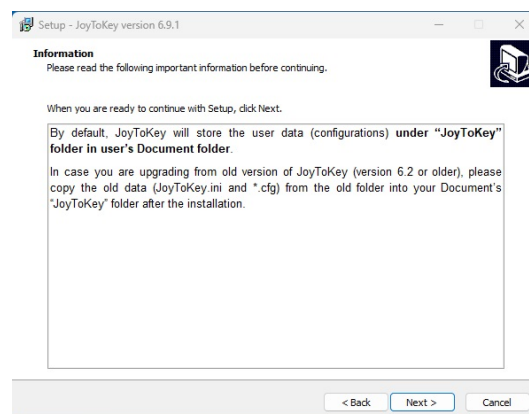 Setup - JoyToKey version 6.9.1
Information
Please read the following important information before continuing.
When you are ready to continue with Setup, click Next.
By default, JoyToKey will store the user data (configurations) under “JoyToKey”
folder in user’s Document folder.
In case you are upgrading from old version of JoyToKey (version 6.2 or older), please
copy the old data (JoyToKey.ini and *.cfg) from the old folder into your Document’s
“JoyToKey” folder after the installation.
< Back Next > Cancel